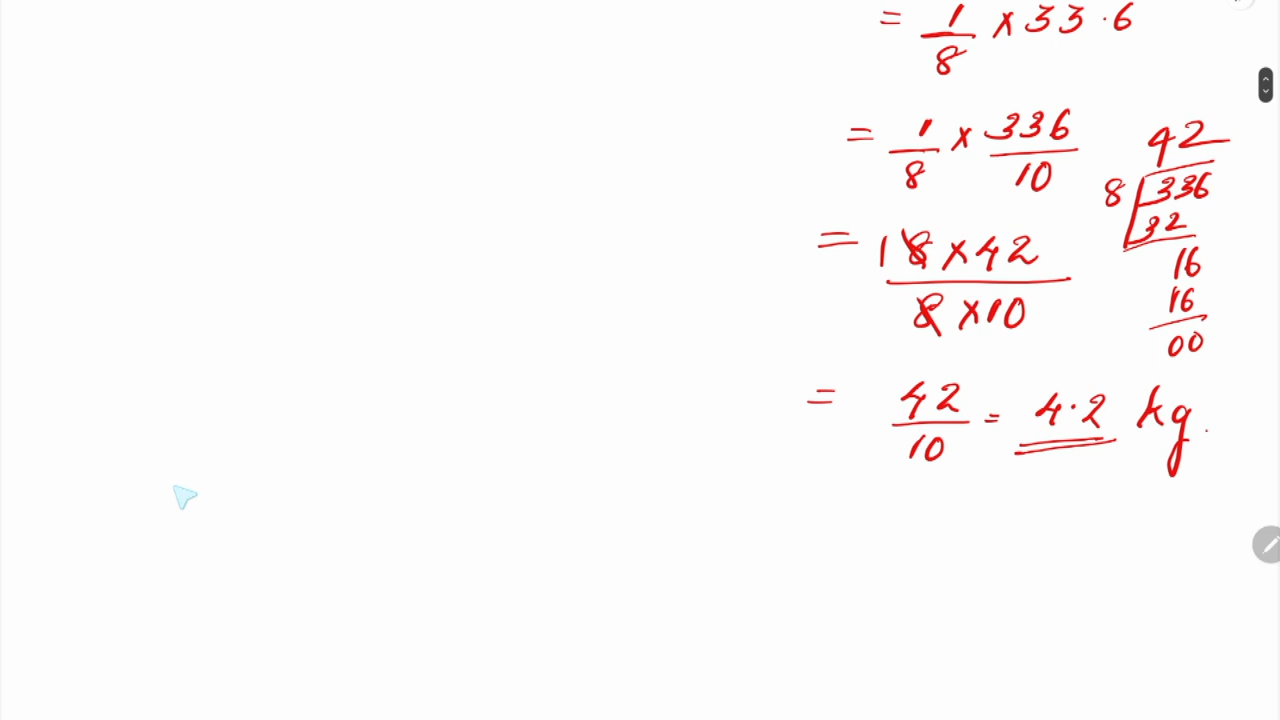 = 1/8 × 33.6
= 1/8 × 336/10
= 1 8 × 42 / 8 × 10
= 42/10 = 4.2 kg.
42
8 336
32
16
16
00